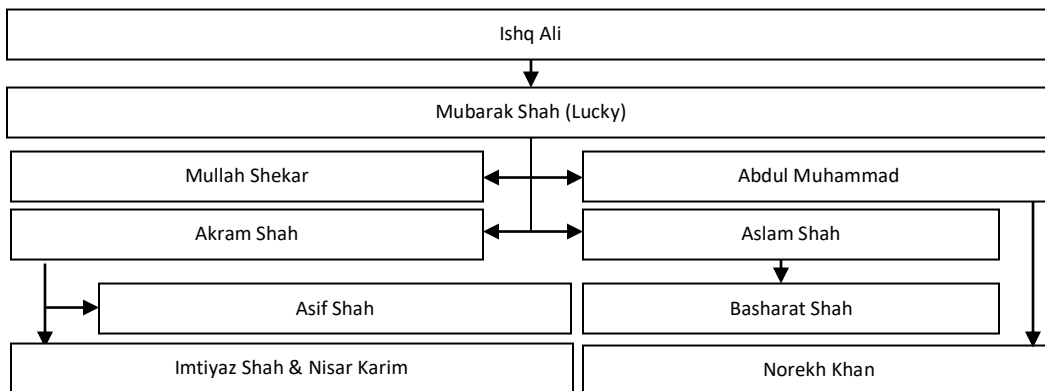 Ishq Ali
Mubarak Shah (Lucky)
Mullah Shekar
Abdul Muhammad
Akram Shah
Aslam Shah
Asif Shah
Basharat Shah
Imtiyaz Shah & Nisar Karim
Norekh Khan